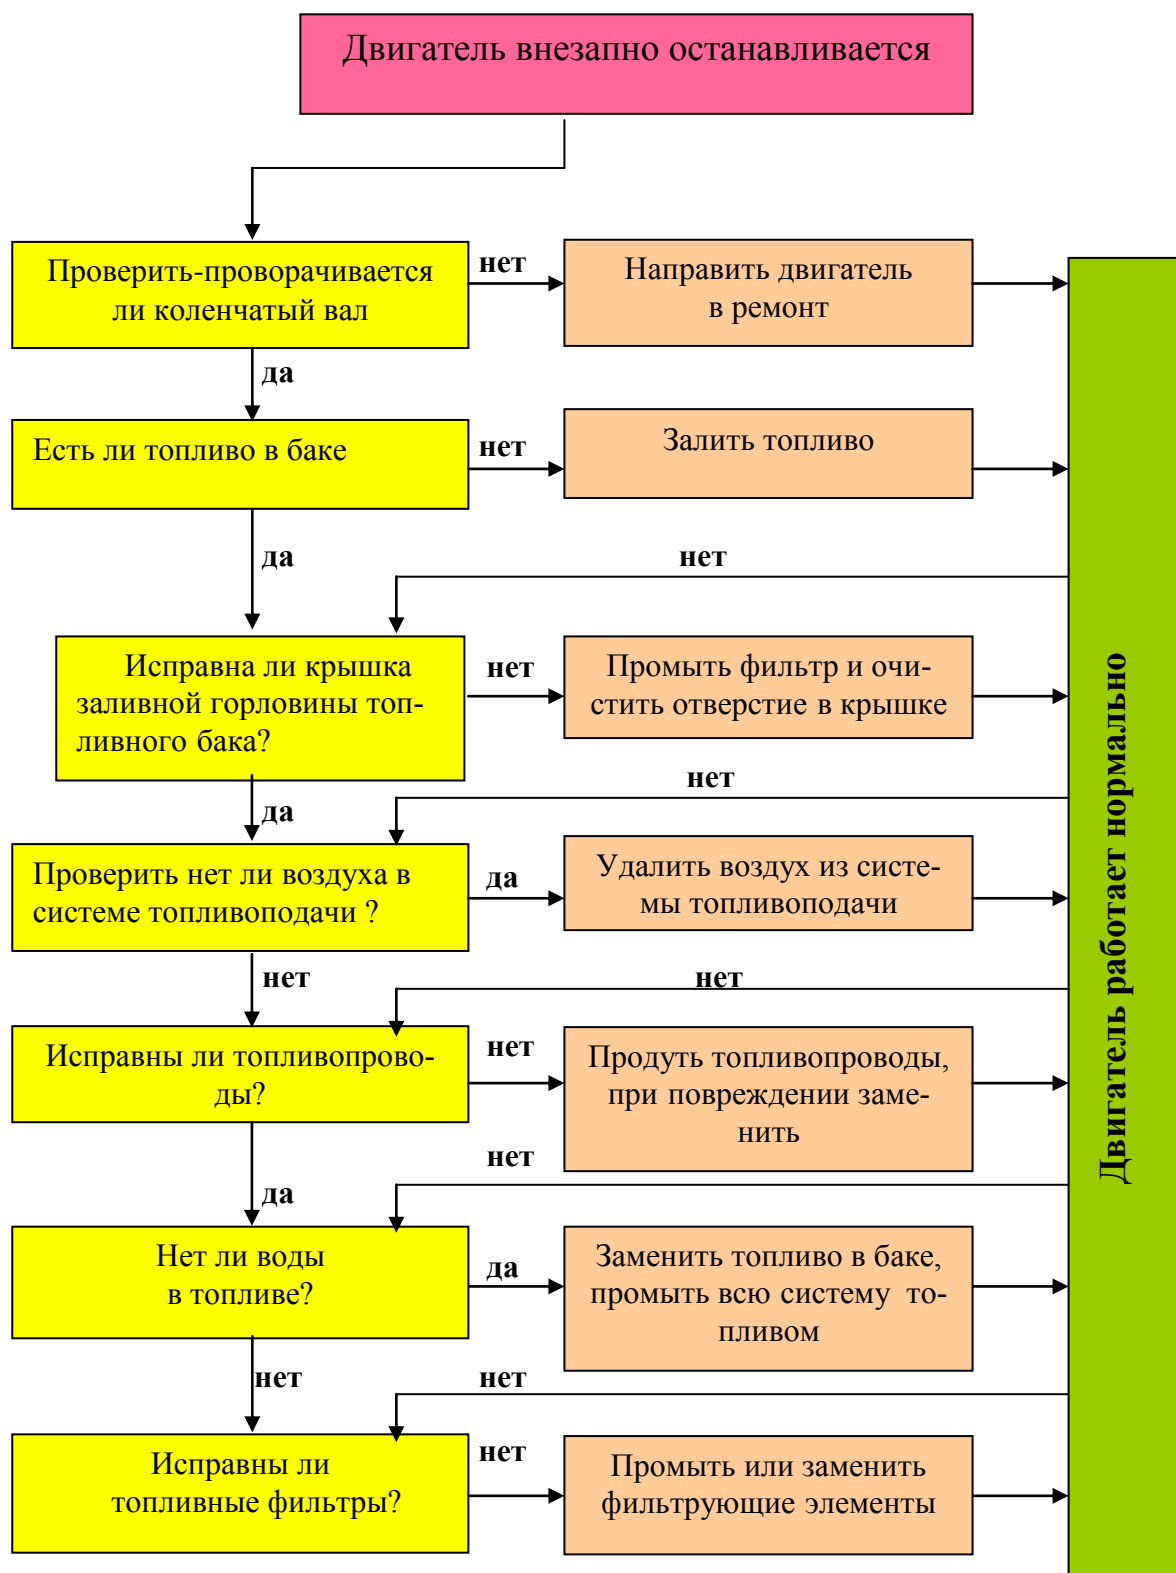 Двигатель внезапно останавливается
Проверить-проворачивается
ли коленчатый вал
нет
Направить двигатель
в ремонт
да
Есть ли топливо в баке
нет
Залить топливо
да
нет
Исправна ли крышка
заливной горловины топ-
ливного бака?
нет
Промыть фильтр и очи-
стить отверстие в крышке
да
нет
Проверить нет ли воздуха в
системе топливоподачи ?
да
Удалить воздух из систе-
мы топливоподачи
нет
нет
Исправны ли топливопрово-
ды?
нет
Продуть топливопроводы,
при повреждении заме-
нить
да
нет
Нет ли воды
в топливе?
да
Заменить топливо в баке,
промыть всю систему то-
пливом
нет
нет
Исправны ли
топливные фильтры?
нет
Промыть или заменить
фильтрующие элементы
Двигатель работает нормально